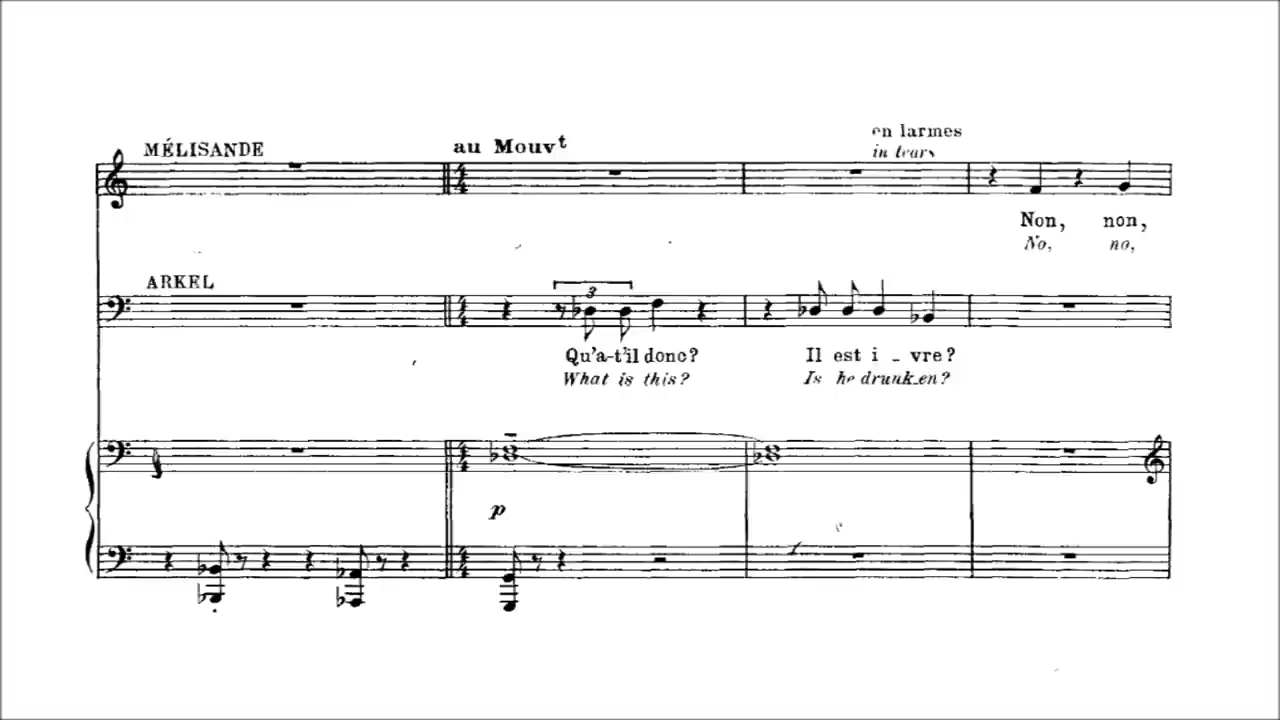 MÉLISANDE
au Mouvt
en larmes
in tears
Non, non,
No, no,
ARKEL
3
Qu'a-t'il donc?
What is this?
Il est i - vre?
Is he drunk-en?
p